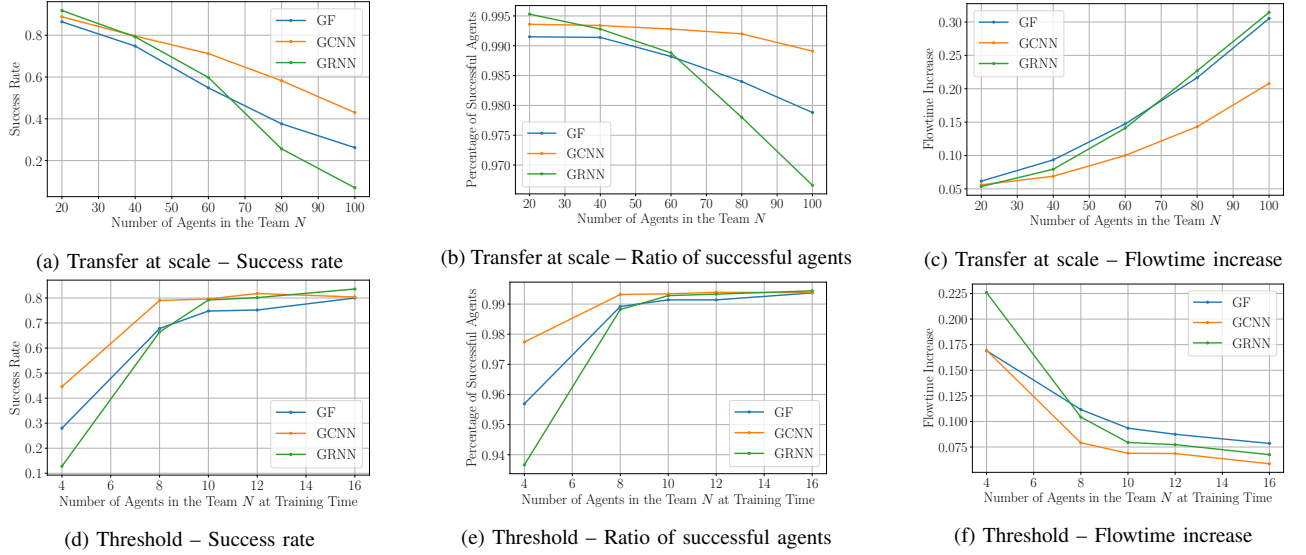 0.8
0.6
0.4
0.2
Success Rate
GF
GCNN
GRNN
20 30 40 50 60 70 80 90 100
Number of Agents in the Team N
(a) Transfer at scale – Success rate
0.995
0.990
0.985
0.980
0.975
0.970
Percentage of Successful Agents
GF
GCNN
GRNN
20 30 40 50 60 70 80 90 100
Number of Agents in the Team N
(b) Transfer at scale – Ratio of successful agents
0.30
0.25
0.20
0.15
0.10
0.05
Flowtime Increase
GF
GCNN
GRNN
20 30 40 50 60 70 80 90 100
Number of Agents in the Team N
(c) Transfer at scale – Flowtime increase
0.8
0.7
0.6
0.5
0.4
0.3
0.2
0.1
Success Rate
GF
GCNN
GRNN
4 6 8 10 12 14 16
Number of Agents in the Team N at Training Time
(d) Threshold – Success rate
0.99
0.98
0.97
0.96
0.95
0.94
Percentage of Successful Agents
GF
GCNN
GRNN
4 6 8 10 12 14 16
Number of Agents in the Team N at Training Time
(e) Threshold – Ratio of successful agents
0.225
0.200
0.175
0.150
0.125
0.100
0.075
Flowtime Increase
GF
GCNN
GRNN
4 6 8 10 12 14 16
Number of Agents in the Team N at Training Time
(f) Threshold – Flowtime increase